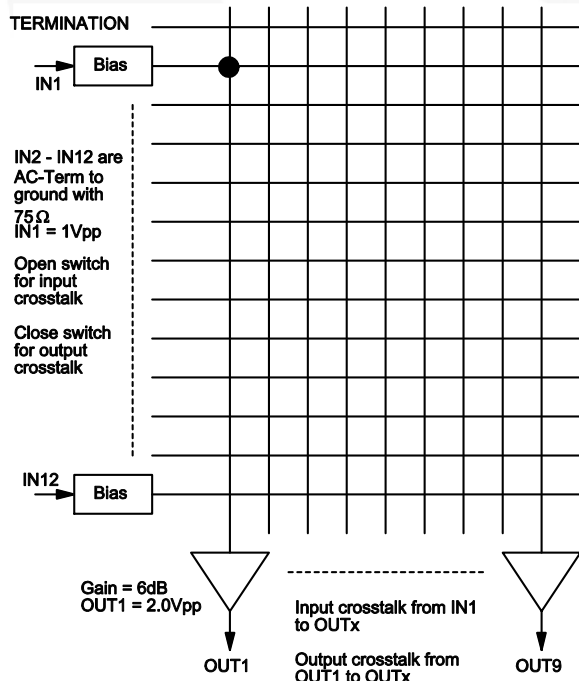 TERMINATION
Bias
IN1
IN2 - IN12 are
AC-Term to
ground with
75Ω
IN1 = 1Vpp
Open switch
for input
crosstalk
Close switch
for output
crosstalk
IN12
Bias
Gain = 6dB
OUT1 = 2.0Vpp
Input crosstalk from IN1
to OUTx
Output crosstalk from
OUT1 to OUTx
OUT1
OUT9